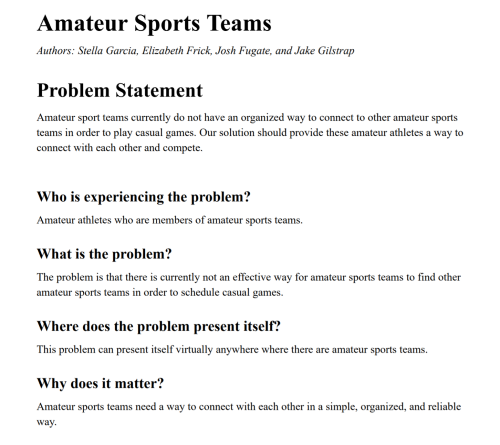 Amateur Sports Teams
Authors: Stella Garcia, Elizabeth Frick, Josh Fugate, and Jake Gilstrap
Problem Statement
Amateur sport teams currently do not have an organized way to connect to other amateur sports
teams in order to play casual games. Our solution should provide these amateur athletes a way to
connect with each other and compete.
Who is experiencing the problem?
Amateur athletes who are members of amateur sports teams.
What is the problem?
The problem is that there is currently not an effective way for amateur sports teams to find other
amateur sports teams in order to schedule casual games.
Where does the problem present itself?
This problem can present itself virtually anywhere where there are amateur sports teams.
Why does it matter?
Amateur sports teams need a way to connect with each other in a simple, organized, and reliable
way.